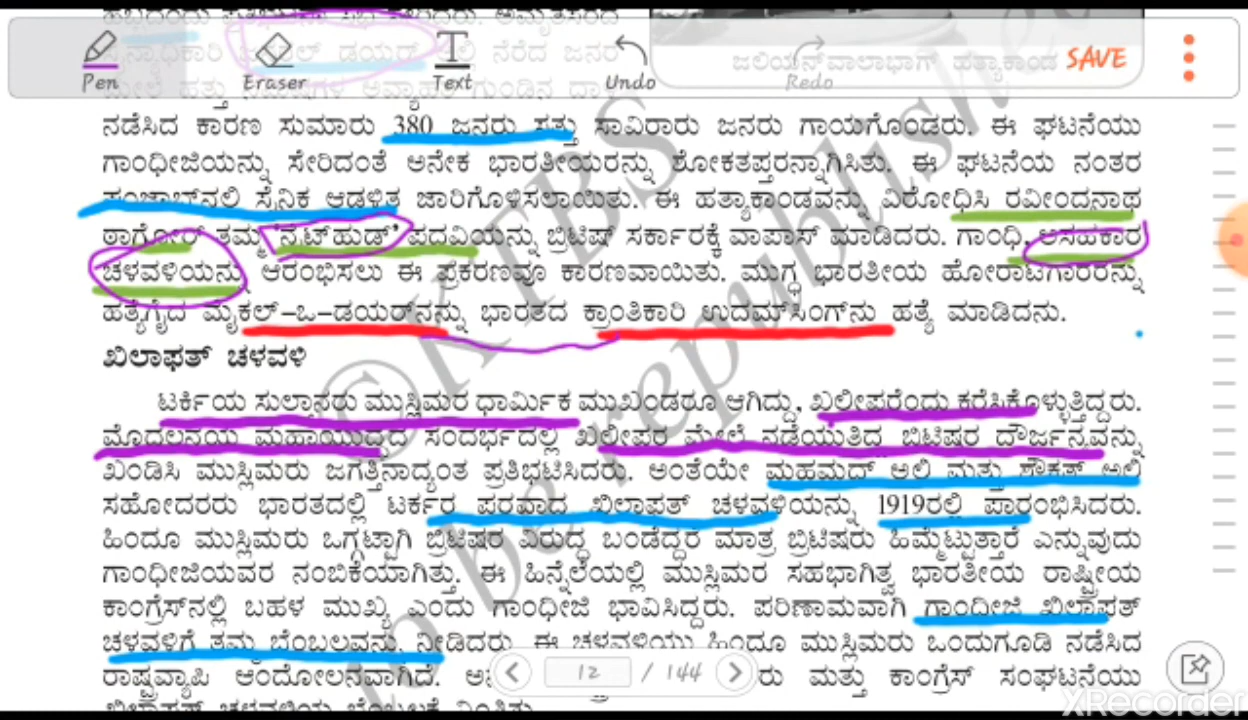 Pen
Eraser
Text
Undo
Redo
SAVE
ಜಲಿಯನ್‌ವಾಲಾಭಾಗ್ ಹತ್ಯಾಕಾಂಡ
ನಡೆಸಿದ ಕಾರಣ ಸುಮಾರು 380 ಜನರು ಸತ್ತು ಸಾವಿರಾರು ಜನರು ಗಾಯಗೊಂಡರು. ಈ ಘಟನೆಯು
ಗಾಂಧೀಜಿಯನ್ನು ಸೇರಿದಂತೆ ಅನೇಕ ಭಾರತೀಯರನ್ನು ಶೋಕತಪ್ತರನ್ನಾಗಿಸಿತು. ಈ ಘಟನೆಯ ನಂತರ
ಪಂಜಾಬ್‌ನಲ್ಲಿ ಸೈನಿಕ ಆಡಳಿತ ಜಾರಿಗೊಳಿಸಲಾಯಿತು. ಈ ಹತ್ಯಾಕಾಂಡವನ್ನು ವಿರೋಧಿಸಿ ರವೀಂದ್ರನಾಥ
ಠಾಗೋರ್ ತಮ್ಮ 'ನೈಟ್‌ಹುಡ್' ಪದವಿಯನ್ನು ಬ್ರಿಟಿಷ್ ಸರ್ಕಾರಕ್ಕೆ ವಾಪಾಸ್ ಮಾಡಿದರು. ಗಾಂಧಿ, ಅಸಹಕಾರ
ಚಳವಳಿಯನ್ನು ಆರಂಭಿಸಲು ಈ ಪ್ರಕರಣವೂ ಕಾರಣವಾಯಿತು. ಮುಗ್ಧ ಭಾರತೀಯ ಹೋರಾಟಗಾರರನ್ನು
ಹತ್ಯೆಗೈದ ಮೈಕಲ್-ಒ-ಡಯರ್‌ನನ್ನು ಭಾರತದ ಕ್ರಾಂತಿಕಾರಿ ಉದಮ್‌ಸಿಂಗ್‌ನು ಹತ್ಯೆ ಮಾಡಿದನು.
ಖಿಲಾಫತ್ ಚಳವಳಿ
ಟರ್ಕಿಯ ಸುಲ್ತಾನರು ಮುಸ್ಲಿಮರ ಧಾರ್ಮಿಕ ಮುಖಂಡರೂ ಆಗಿದ್ದು, ಖಲೀಫರೆಂದು ಕರೆಸಿಕೊಳ್ಳುತ್ತಿದ್ದರು.
ಮೊದಲನೆಯ ಮಹಾಯುದ್ಧದ ಸಂದರ್ಭದಲ್ಲಿ ಖಲೀಫರ ಮೇಲೆ ನಡೆಯುತ್ತಿದ್ದ ಬ್ರಿಟಿಷರ ದೌರ್ಜನ್ಯವನ್ನು
ಖಂಡಿಸಿ ಮುಸ್ಲಿಮರು ಜಗತ್ತಿನಾದ್ಯಂತ ಪ್ರತಿಭಟಿಸಿದರು. ಅಂತೆಯೇ ಮಹಮದ್ ಅಲಿ ಮತ್ತು ಶೌಕತ್ ಅಲಿ
ಸಹೋದರರು ಭಾರತದಲ್ಲಿ ಟರ್ಕರ ಪರವಾದ ಖಿಲಾಫತ್ ಚಳವಳಿಯನ್ನು 1919ರಲ್ಲಿ ಪ್ರಾರಂಭಿಸಿದರು.
ಹಿಂದೂ ಮುಸ್ಲಿಮರು ಒಗ್ಗಟ್ಟಾಗಿ ಬ್ರಿಟಿಷರ ವಿರುದ್ಧ ಬಂಡೆದ್ದರೆ ಮಾತ್ರ ಬ್ರಿಟಿಷರು ಹಿಮ್ಮೆಟ್ಟುತ್ತಾರೆ ಎನ್ನುವುದು
ಗಾಂಧೀಜಿಯವರ ನಂಬಿಕೆಯಾಗಿತ್ತು. ಈ ಹಿನ್ನೆಲೆಯಲ್ಲಿ ಮುಸ್ಲಿಮರ ಸಹಭಾಗಿತ್ವ ಭಾರತೀಯ ರಾಷ್ಟ್ರೀಯ
ಕಾಂಗ್ರೆಸ್‌ನಲ್ಲಿ ಬಹಳ ಮುಖ್ಯ ಎಂದು ಗಾಂಧೀಜಿ ಭಾವಿಸಿದ್ದರು. ಪರಿಣಾಮವಾಗಿ ಗಾಂಧೀಜಿ ಖಿಲಾಫತ್
ಚಳವಳಿಗೆ ತಮ್ಮ ಬೆಂಬಲವನ್ನು ನೀಡಿದರು. ಈ ಚಳವಳಿಯು ಹಿಂದೂ ಮುಸ್ಲಿಮರು ಒಂದುಗೂಡಿ ನಡೆಸಿದ
ರಾಷ್ಟ್ರವ್ಯಾಪಿ ಆಂದೋಲನವಾಗಿದೆ. ಮತ್ತು ಕಾಂಗ್ರೆಸ್ ಸಂಘಟನೆಯು
12 / 144
©KTBS
be republished
XRecorder